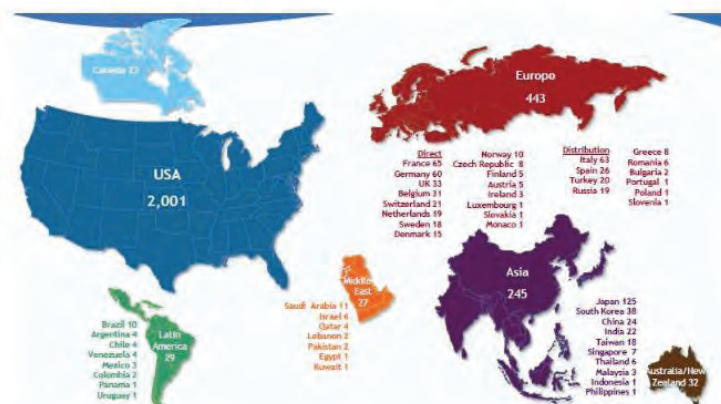 Canada 27
USA
2,001
Europo
443
Direct
France 65
Germany 60
UK 33
Belgium 31
Switzerland 21
Netherlands 19
Sweden 18
Denmark 15
Norway 10
Czech Republic 8
Finland 5
Austria 5
Ireland 3
Luxembourg 1
Slovakia 1
Monaco 1
Distribution
Italy 63
Spain 26
Turkey 20
Russia 19
Greece 8
Romania 6
Bulgaria 2
Portugal 1
Poland 1
Slovenia 1
Latin
America
29
Brazil 10
Argentina 4
Chile 4
Venezuela 4
Mexico 3
Colombia 2
Panama 1
Uruguay 1
Middle
East
27
Saudi Arabia 11
Israel 6
Qatar 4
Lebanon 2
Pakistan 2
Egypt 1
Kuwait 1
Asia
245
Japan 125
South Korea 38
China 24
India 22
Taiwan 18
Singapore 7
Thailand 6
Malaysia 3
Indonesia 1
Philippines 1
Australia/New
Zealand 32